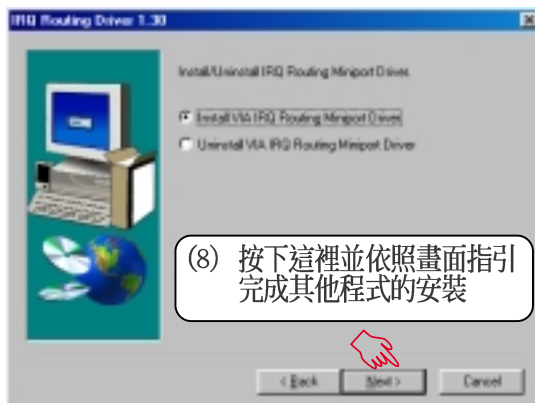 IRQ Routing Driver 1.30
Install/Uninstall IRQ Routing Miniport Driver
Install VIA IRQ Routing Miniport Driver
Uninstall VIA IRQ Routing Miniport Driver
(8) 按下這裡並依照畫面指引
完成其他程式的安裝
< Back
Next >
Cancel